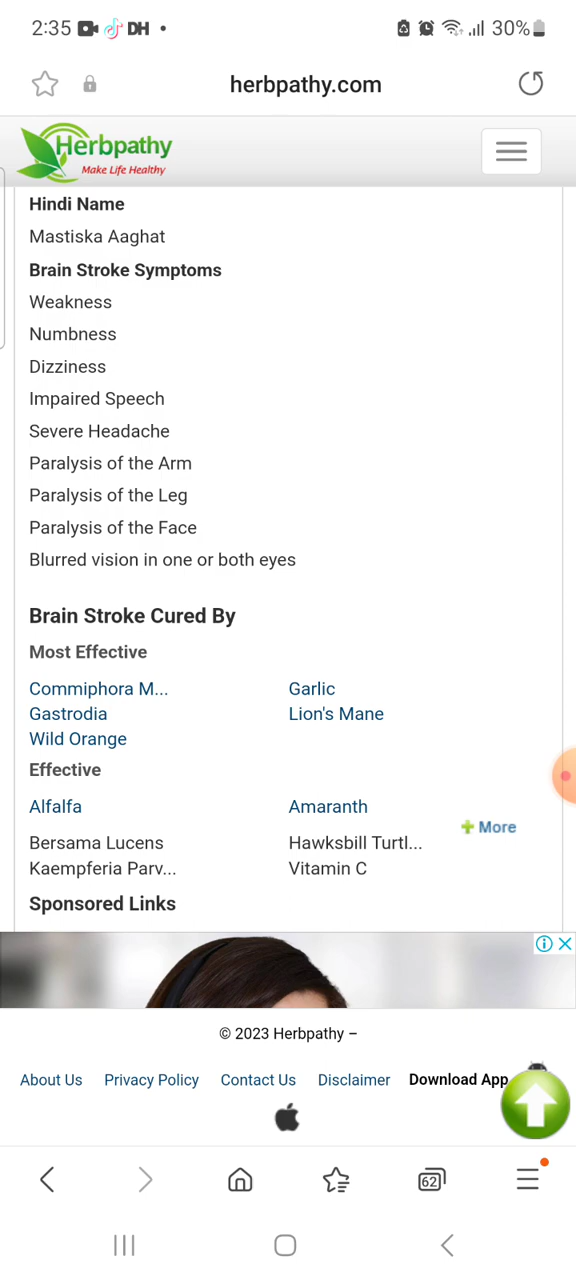 2:35 DH 30%
herbpathy.com
Herbpathy
Make Life Healthy
Hindi Name
Mastiska Aaghat
Brain Stroke Symptoms
Weakness
Numbness
Dizziness
Impaired Speech
Severe Headache
Paralysis of the Arm
Paralysis of the Leg
Paralysis of the Face
Blurred vision in one or both eyes
Brain Stroke Cured By
Most Effective
Commiphora M... Garlic
Gastrodia Lion's Mane
Wild Orange
Effective
Alfalfa Amaranth
More
Bersama Lucens Hawksbill Turtl...
Kaempferia Parv... Vitamin C
Sponsored Links
© 2023 Herbpathy –
About Us Privacy Policy Contact Us Disclaimer Download App
62